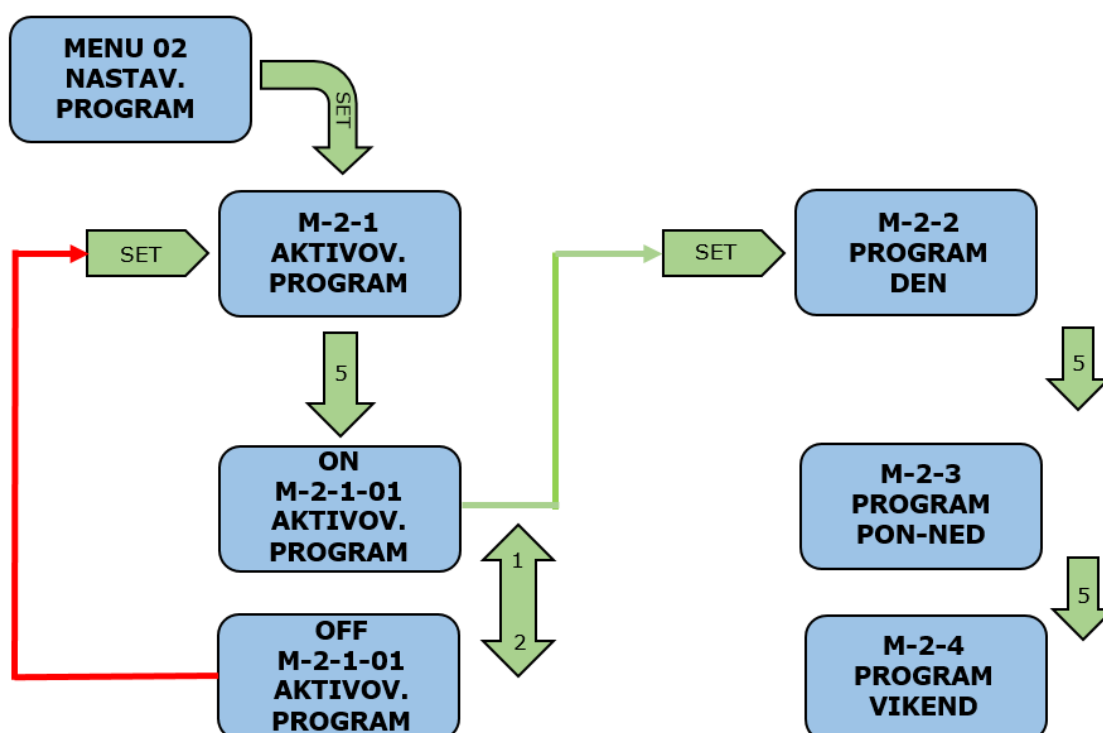 MENU 02
NASTAV.
PROGRAM
SET
SET
M-2-1
AKTIVOV.
PROGRAM
SET
M-2-2
PROGRAM
DEN
5
5
ON
M-2-1-01
AKTIVOV.
PROGRAM
M-2-3
PROGRAM
PON-NED
1
2
5
OFF
M-2-1-01
AKTIVOV.
PROGRAM
M-2-4
PROGRAM
VIKEND